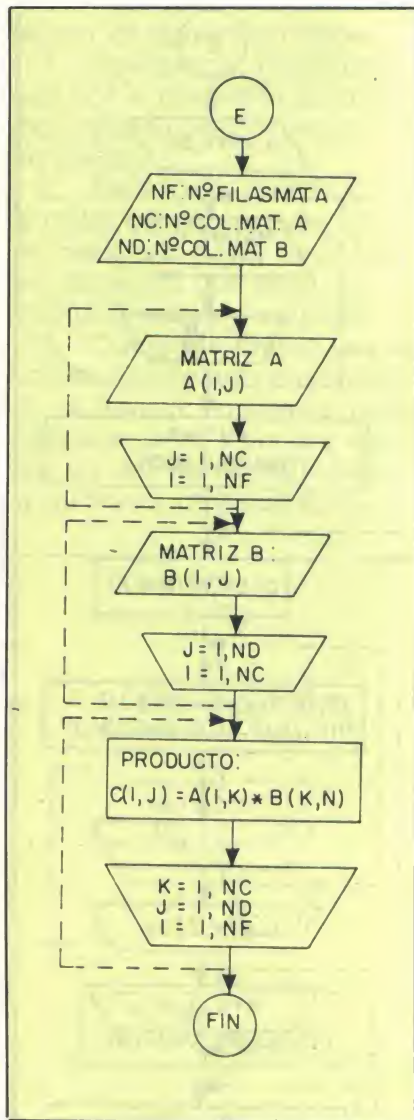 E
NF:Nº FILAS MAT A
NC:Nº COL. MAT. A
ND:Nº COL. MAT B
MATRIZ A
A(I,J)
J= I, NC
I= I, NF
MATRIZ B:
B(I,J)
J= I,ND
I= I,NC
PRODUCTO:
C(I,J) = A(I,K)* B(K,N)
K = I, NC
J = I, ND
I = I, NF
FIN